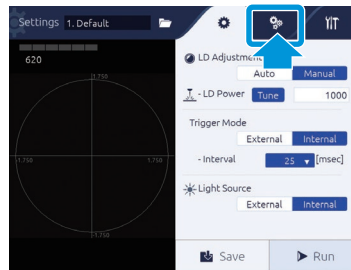 Settings 1. Default
620
LD Adjustment
Auto Manual
- LD Power Tune 1000
Trigger Mode
External Internal
- Interval 25 [msec]
Light Source
External Internal
1.750
-1.750 1.750
-1.750
Save Run